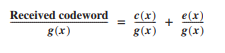 Received codeword / g(x) = c(x) / g(x) + e(x) / g(x)